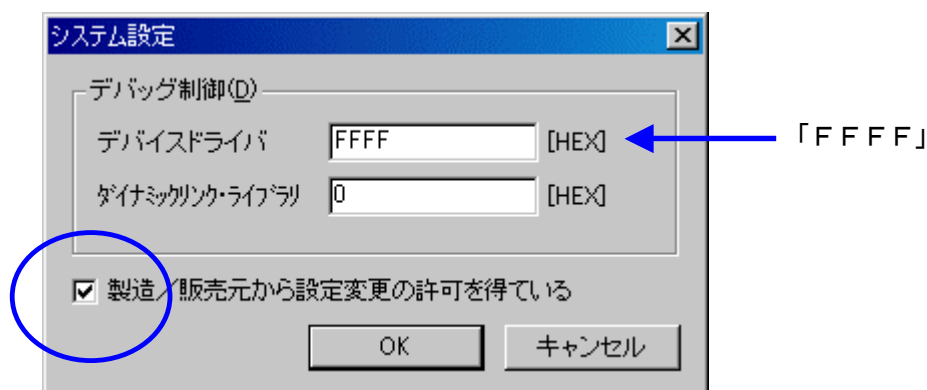 システム設定
デバッグ制御(D)
デバイスドライバ FFFF [HEX] 「ＦＦＦＦ」
ﾀﾞｲﾅﾐｯｸﾘﾝｸ･ﾗｲﾌﾞﾗﾘ 0 [HEX]
製造／販売元から設定変更の許可を得ている
OK キャンセル